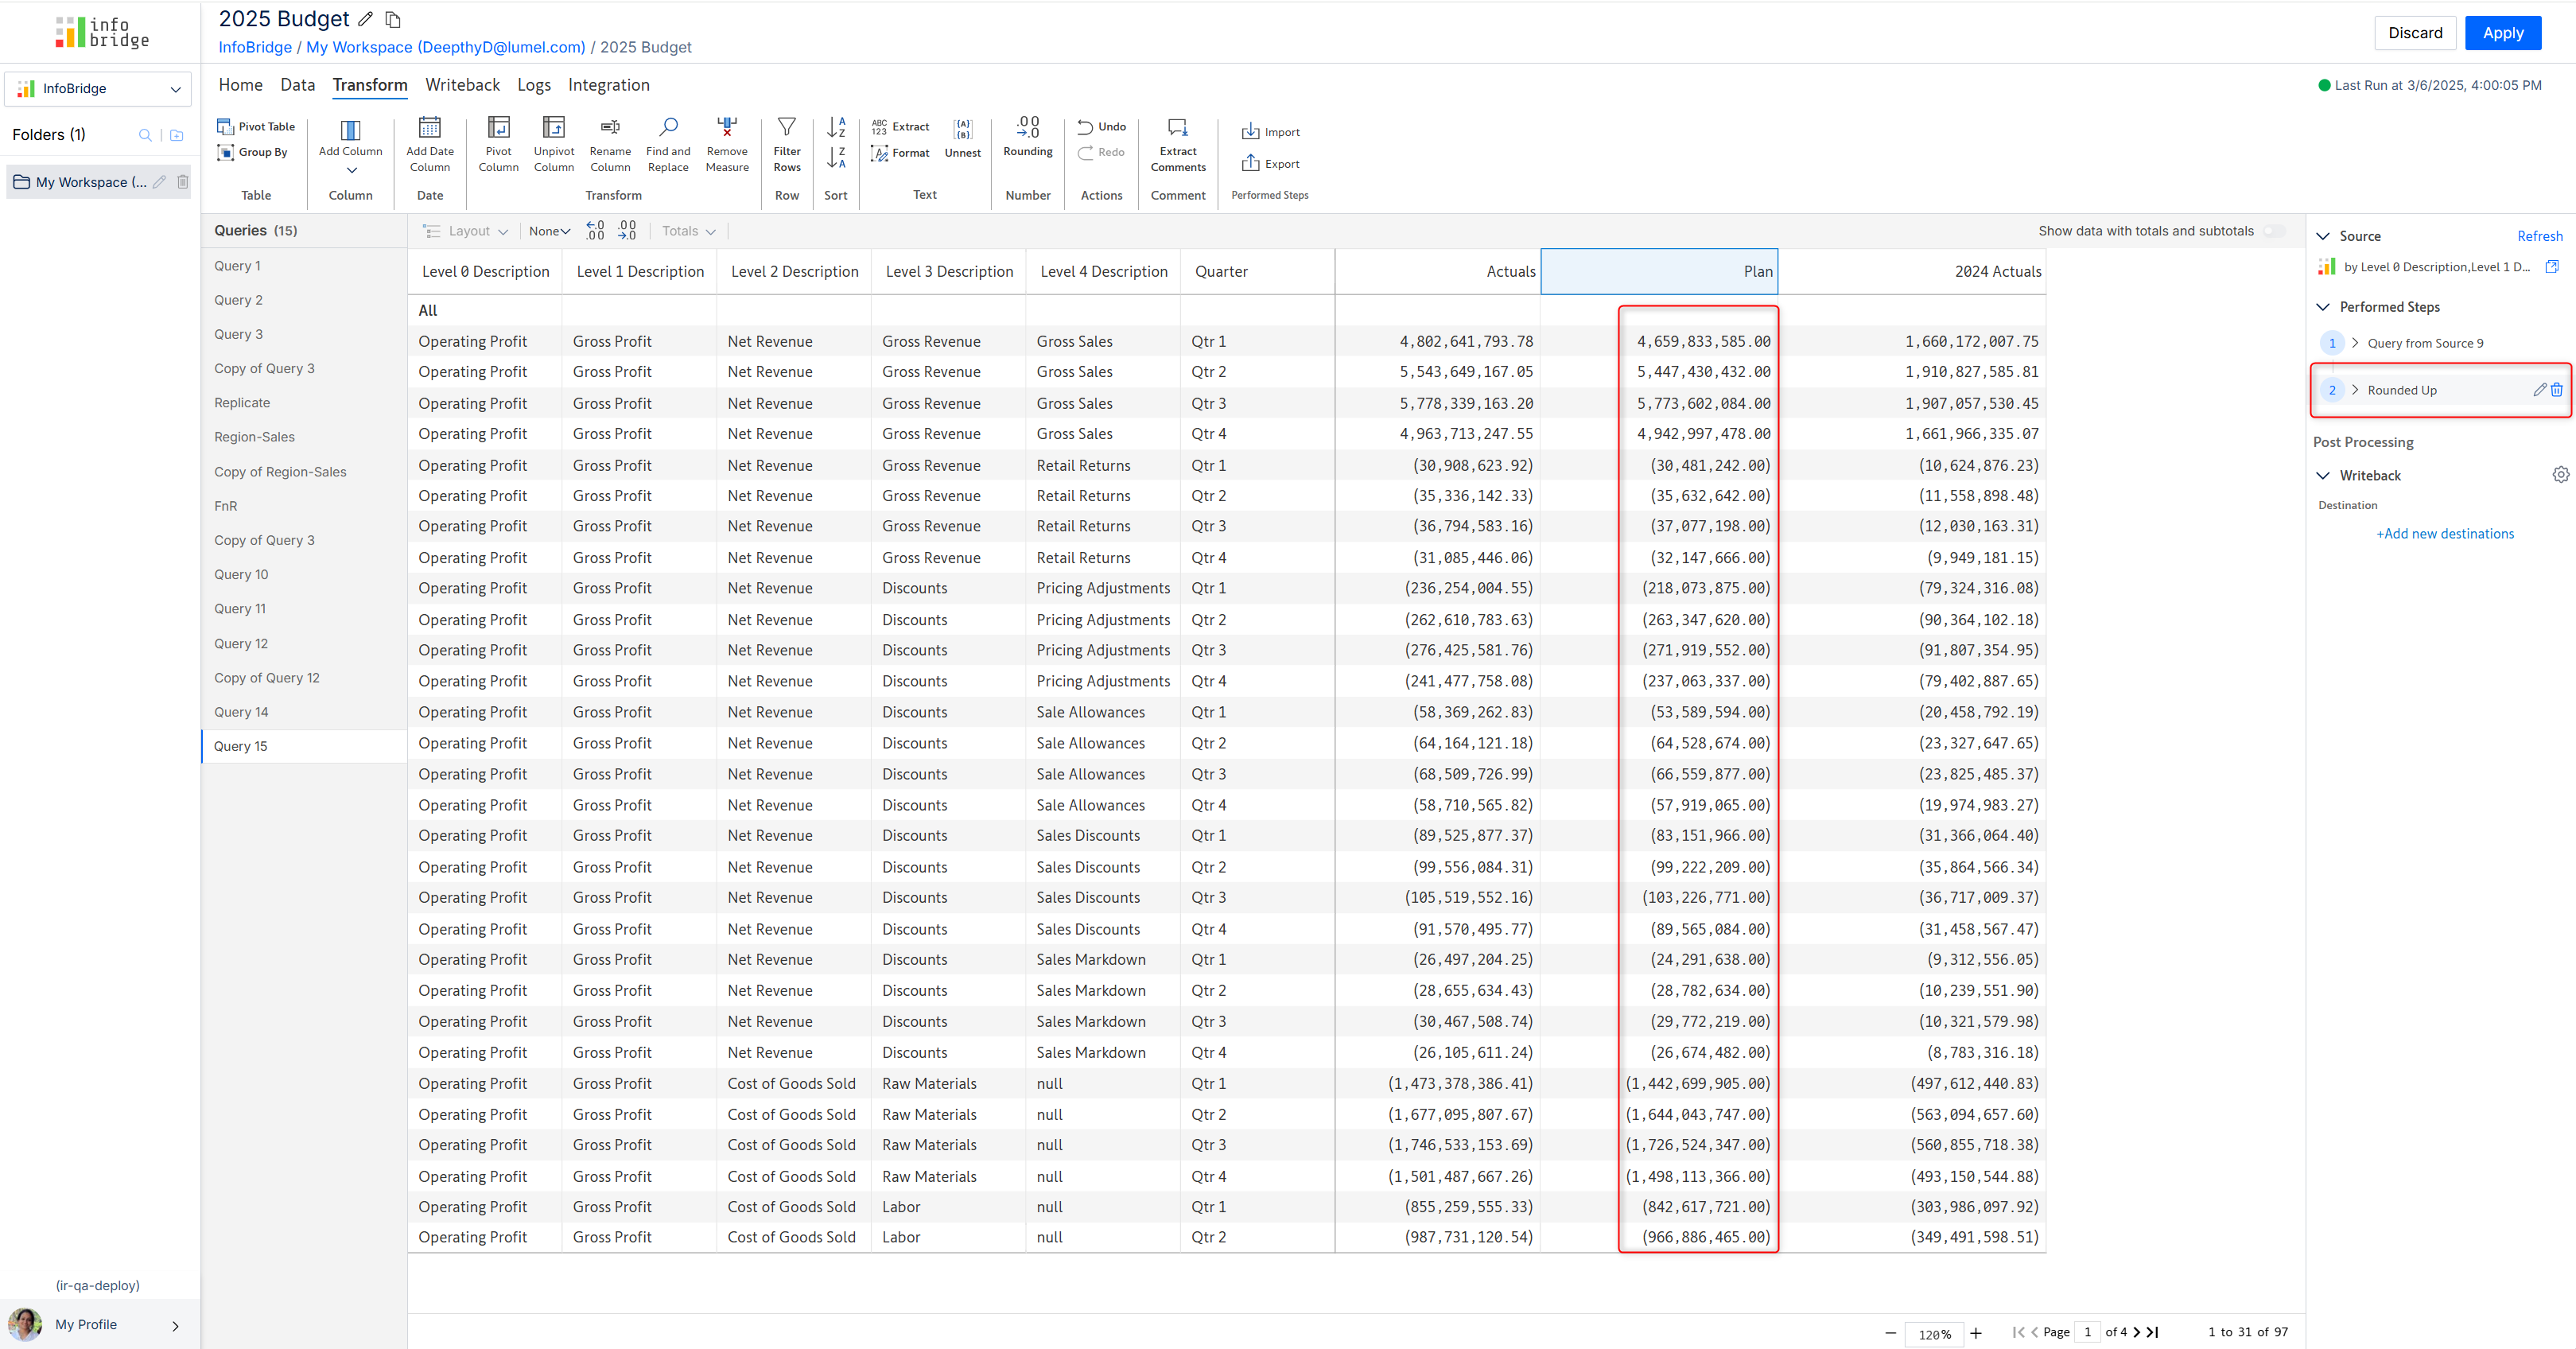 info bridge
2025 Budget
InfoBridge / My Workspace (DeepthyD@lumel.com) / 2025 Budget
Discard Apply
InfoBridge
Folders (1)
My Workspace (...
Home Data Transform Writeback Logs Integration
Last Run at 3/6/2025, 4:00:05 PM
Pivot Table
Group By
Table
Add Column
Column
Add Date Column
Date
Pivot Column
Unpivot Column
Rename Column
Find and Replace
Remove Measure
Transform
Filter Rows
Row
A Z
Z A
Sort
ABC 123 Extract
Format
{A} {B} Unnest
Text
.00 →.0 Rounding
Number
Undo
Redo
Actions
Extract Comments
Comment
Import
Export
Performed Steps
Queries (15)
Query 1
Query 2
Query 3
Copy of Query 3
Replicate
Region-Sales
Copy of Region-Sales
FnR
Copy of Query 3
Query 10
Query 11
Query 12
Copy of Query 12
Query 14
Query 15
Layout None ←.0 .00 .00 →.0 Totals Show data with totals and subtotals
Level 0 Description Level 1 Description Level 2 Description Level 3 Description Level 4 Description Quarter Actuals Plan 2024 Actuals
All
Operating Profit Gross Profit Net Revenue Gross Revenue Gross Sales Qtr 1 4,802,641,793.78 4,659,833,585.00 1,660,172,007.75
Operating Profit Gross Profit Net Revenue Gross Revenue Gross Sales Qtr 2 5,543,649,167.05 5,447,430,432.00 1,910,827,585.81
Operating Profit Gross Profit Net Revenue Gross Revenue Gross Sales Qtr 3 5,778,339,163.20 5,773,602,084.00 1,907,057,530.45
Operating Profit Gross Profit Net Revenue Gross Revenue Gross Sales Qtr 4 4,963,713,247.55 4,942,997,478.00 1,661,966,335.07
Operating Profit Gross Profit Net Revenue Gross Revenue Retail Returns Qtr 1 (30,908,623.92) (30,481,242.00) (10,624,876.23)
Operating Profit Gross Profit Net Revenue Gross Revenue Retail Returns Qtr 2 (35,336,142.33) (35,632,642.00) (11,558,898.48)
Operating Profit Gross Profit Net Revenue Gross Revenue Retail Returns Qtr 3 (36,794,583.16) (37,077,198.00) (12,030,163.31)
Operating Profit Gross Profit Net Revenue Gross Revenue Retail Returns Qtr 4 (31,085,446.06) (32,147,666.00) (9,949,181.15)
Operating Profit Gross Profit Net Revenue Discounts Pricing Adjustments Qtr 1 (236,254,004.55) (218,073,875.00) (79,324,316.08)
Operating Profit Gross Profit Net Revenue Discounts Pricing Adjustments Qtr 2 (262,610,783.63) (263,347,620.00) (90,364,102.18)
Operating Profit Gross Profit Net Revenue Discounts Pricing Adjustments Qtr 3 (276,425,581.76) (271,919,552.00) (91,807,354.95)
Operating Profit Gross Profit Net Revenue Discounts Pricing Adjustments Qtr 4 (241,477,758.08) (237,063,337.00) (79,402,887.65)
Operating Profit Gross Profit Net Revenue Discounts Sale Allowances Qtr 1 (58,369,262.83) (53,589,594.00) (20,458,792.19)
Operating Profit Gross Profit Net Revenue Discounts Sale Allowances Qtr 2 (64,164,121.18) (64,528,674.00) (23,327,647.65)
Operating Profit Gross Profit Net Revenue Discounts Sale Allowances Qtr 3 (68,509,726.99) (66,559,877.00) (23,825,485.37)
Operating Profit Gross Profit Net Revenue Discounts Sale Allowances Qtr 4 (58,710,565.82) (57,919,065.00) (19,974,983.27)
Operating Profit Gross Profit Net Revenue Discounts Sales Discounts Qtr 1 (89,525,877.37) (83,151,966.00) (31,366,064.40)
Operating Profit Gross Profit Net Revenue Discounts Sales Discounts Qtr 2 (99,556,084.31) (99,222,209.00) (35,864,566.34)
Operating Profit Gross Profit Net Revenue Discounts Sales Discounts Qtr 3 (105,519,552.16) (103,226,771.00) (36,717,009.37)
Operating Profit Gross Profit Net Revenue Discounts Sales Discounts Qtr 4 (91,570,495.77) (89,565,084.00) (31,458,567.47)
Operating Profit Gross Profit Net Revenue Discounts Sales Markdown Qtr 1 (26,497,204.25) (24,291,638.00) (9,312,556.05)
Operating Profit Gross Profit Net Revenue Discounts Sales Markdown Qtr 2 (28,655,634.43) (28,782,634.00) (10,239,551.90)
Operating Profit Gross Profit Net Revenue Discounts Sales Markdown Qtr 3 (30,467,508.74) (29,772,219.00) (10,321,579.98)
Operating Profit Gross Profit Net Revenue Discounts Sales Markdown Qtr 4 (26,105,611.24) (26,674,482.00) (8,783,316.18)
Operating Profit Gross Profit Cost of Goods Sold Raw Materials null Qtr 1 (1,473,378,386.41) (1,442,699,905.00) (497,612,440.83)
Operating Profit Gross Profit Cost of Goods Sold Raw Materials null Qtr 2 (1,677,095,807.67) (1,644,043,747.00) (563,094,657.60)
Operating Profit Gross Profit Cost of Goods Sold Raw Materials null Qtr 3 (1,746,533,153.69) (1,726,524,347.00) (560,855,718.38)
Operating Profit Gross Profit Cost of Goods Sold Raw Materials null Qtr 4 (1,501,487,667.26) (1,498,113,366.00) (493,150,544.88)
Operating Profit Gross Profit Cost of Goods Sold Labor null Qtr 1 (855,259,555.33) (842,617,721.00) (303,986,097.92)
Operating Profit Gross Profit Cost of Goods Sold Labor null Qtr 2 (987,731,120.54) (966,886,465.00) (349,491,598.51)
Source Refresh
by Level 0 Description,Level 1 D...
Performed Steps
1 Query from Source 9
2 Rounded Up
Post Processing
Writeback
Destination
+Add new destinations
(ir-qa-deploy)
My Profile
120% Page 1 of 4 1 to 31 of 97